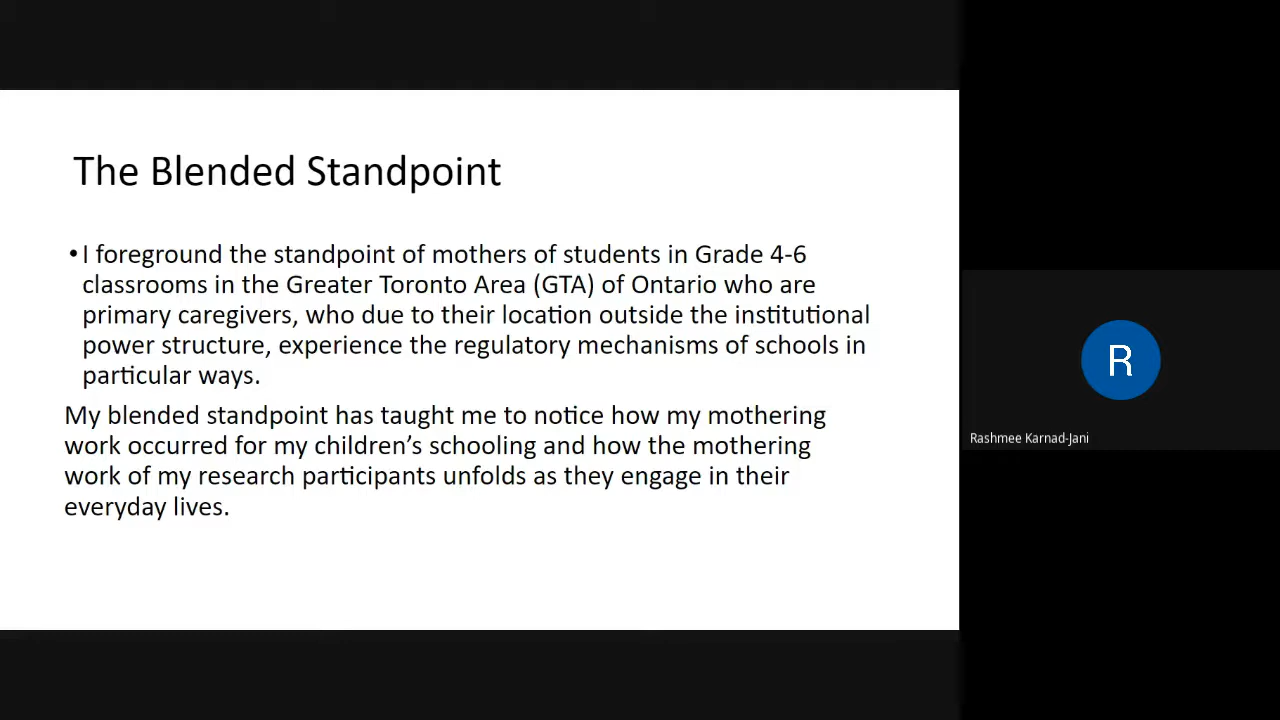 The Blended Standpoint
•I foreground the standpoint of mothers of students in Grade 4-6
classrooms in the Greater Toronto Area (GTA) of Ontario who are
primary caregivers, who due to their location outside the institutional
power structure, experience the regulatory mechanisms of schools in
particular ways.
My blended standpoint has taught me to notice how my mothering
work occurred for my children’s schooling and how the mothering
work of my research participants unfolds as they engage in their
everyday lives.
R
Rashmee Karnad-Jani